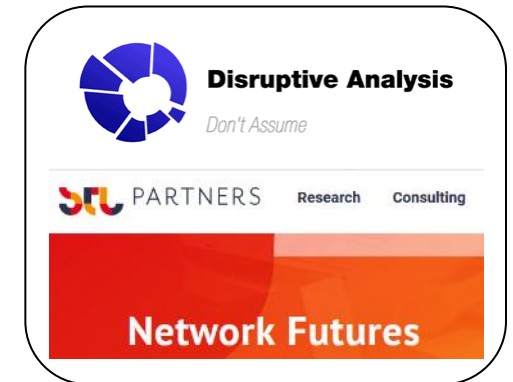 Disruptive Analysis
Don't Assume
STL PARTNERS Research Consulting
Network Futures